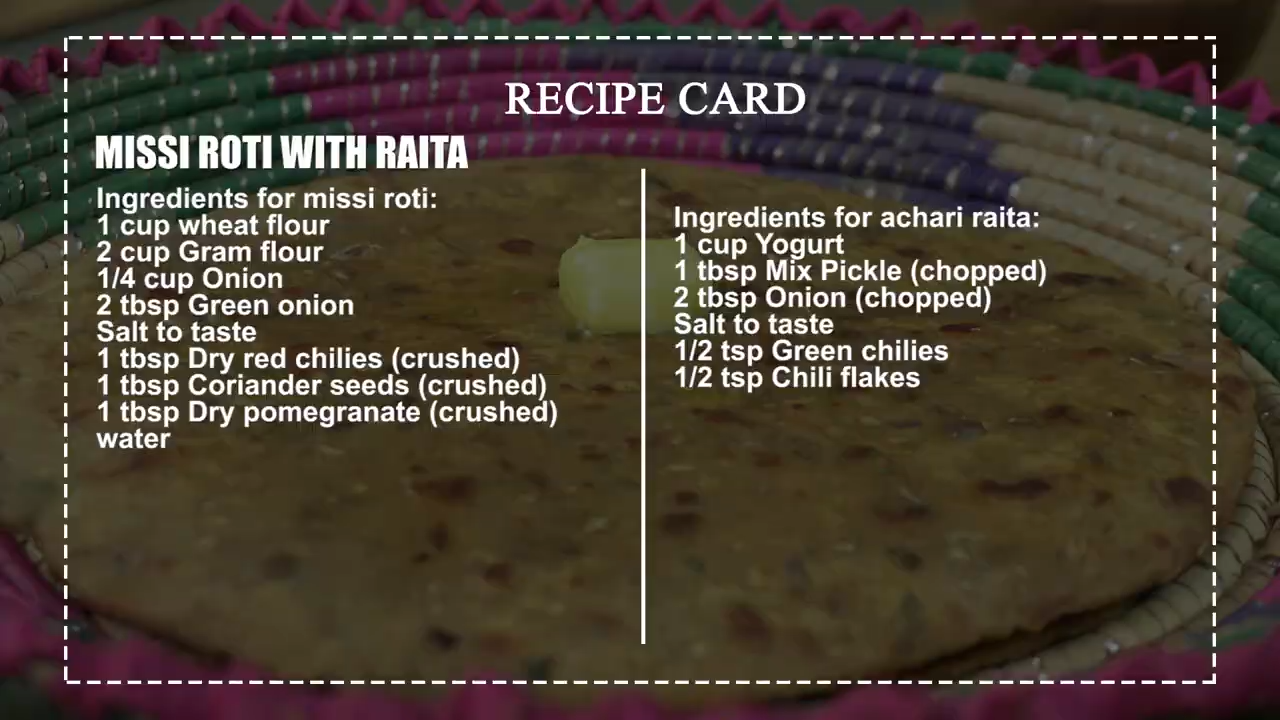 RECIPE CARD
MISSI ROTI WITH RAITA
Ingredients for missi roti:
1 cup wheat flour
2 cup Gram flour
1/4 cup Onion
2 tbsp Green onion
Salt to taste
1 tbsp Dry red chilies (crushed)
1 tbsp Coriander seeds (crushed)
1 tbsp Dry pomegranate (crushed)
water
Ingredients for achari raita:
1 cup Yogurt
1 tbsp Mix Pickle (chopped)
2 tbsp Onion (chopped)
Salt to taste
1/2 tsp Green chilies
1/2 tsp Chili flakes